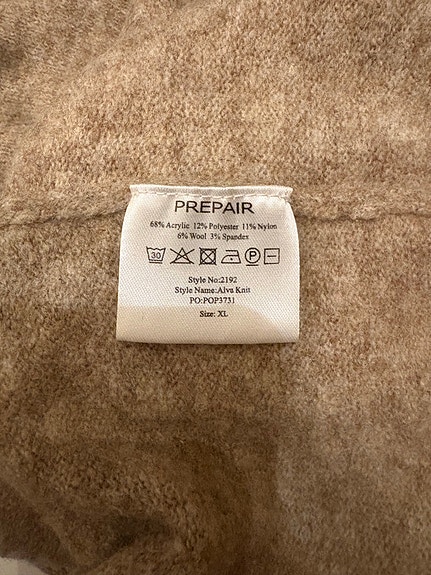 PREPAIR
68% Acrylic 12% Polyester 11% Nylon
6% Wool 3% Spandex
30 P
Style No:2192
Style Name:Alva Knit
PO:POP3731
Size: XL